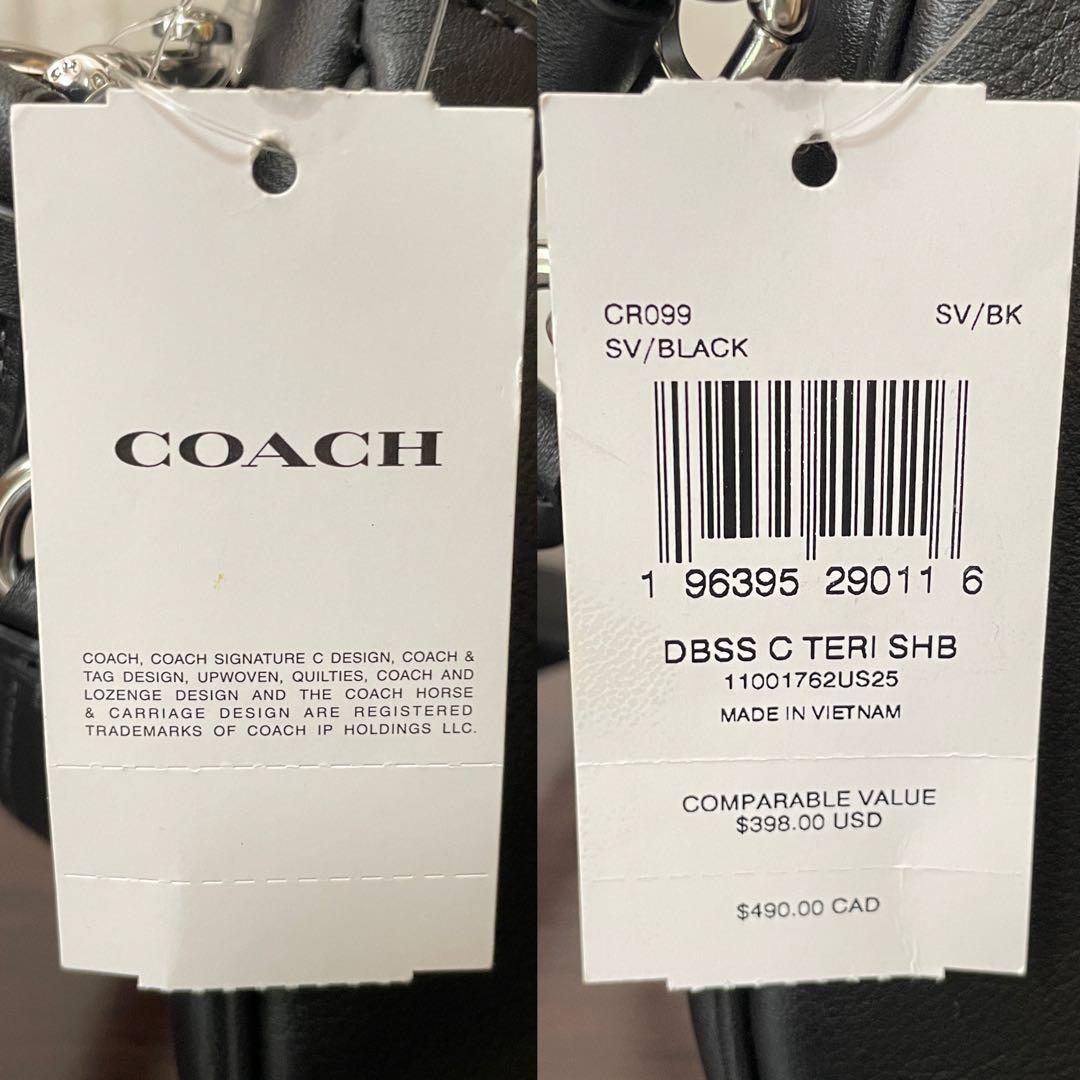 COACH
COACH, COACH SIGNATURE C DESIGN, COACH &
TAG DESIGN, UPWOVEN, QUILTIES, COACH AND
LOZENGE DESIGN AND THE COACH HORSE
& CARRIAGE DESIGN ARE REGISTERED
TRADEMARKS OF COACH IP HOLDINGS LLC.
CR099 SV/BK
SV/BLACK
1 96395 29011 6
DBSS C TERI SHB
11001762US25
MADE IN VIETNAM
COMPARABLE VALUE
$398.00 USD
$490.00 CAD